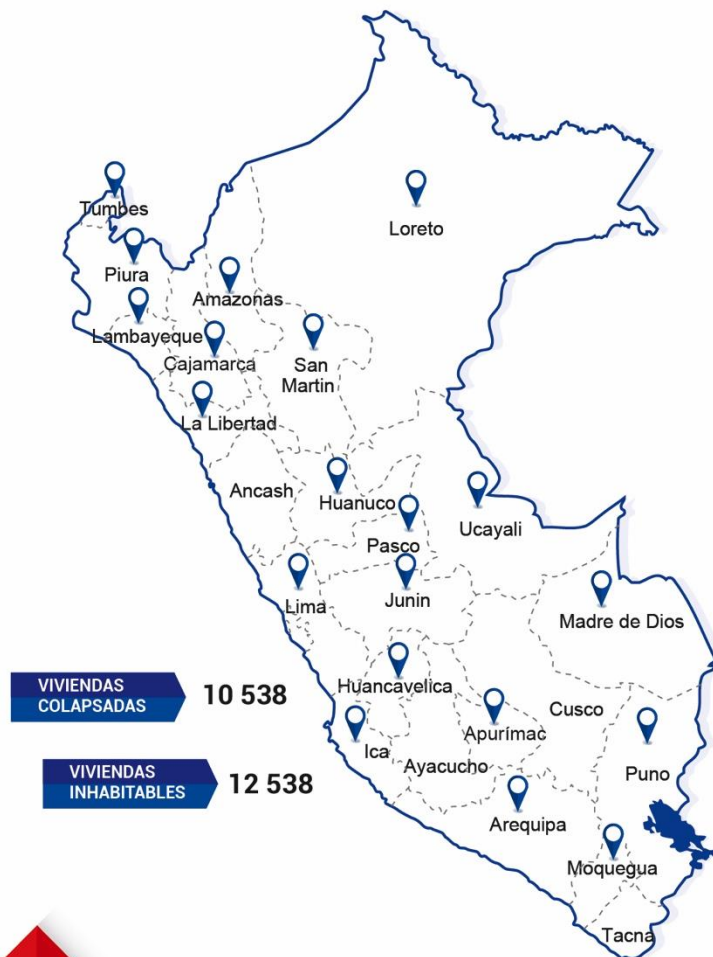 Tumbes
Loreto
Piura
Amazonas
Lambayeque
Cajamarca
San
Martin
La Libertad
Ancash
Huanuco
Ucayali
Pasco
Lima
Junin
Madre de Dios
Huancavelica
VIVIENDAS
COLAPSADAS
10 538
Cusco
Apurímac
Ica
Ayacucho
Puno
VIVIENDAS
INHABITABLES
12 538
Arequipa
Moquegua
Tacna